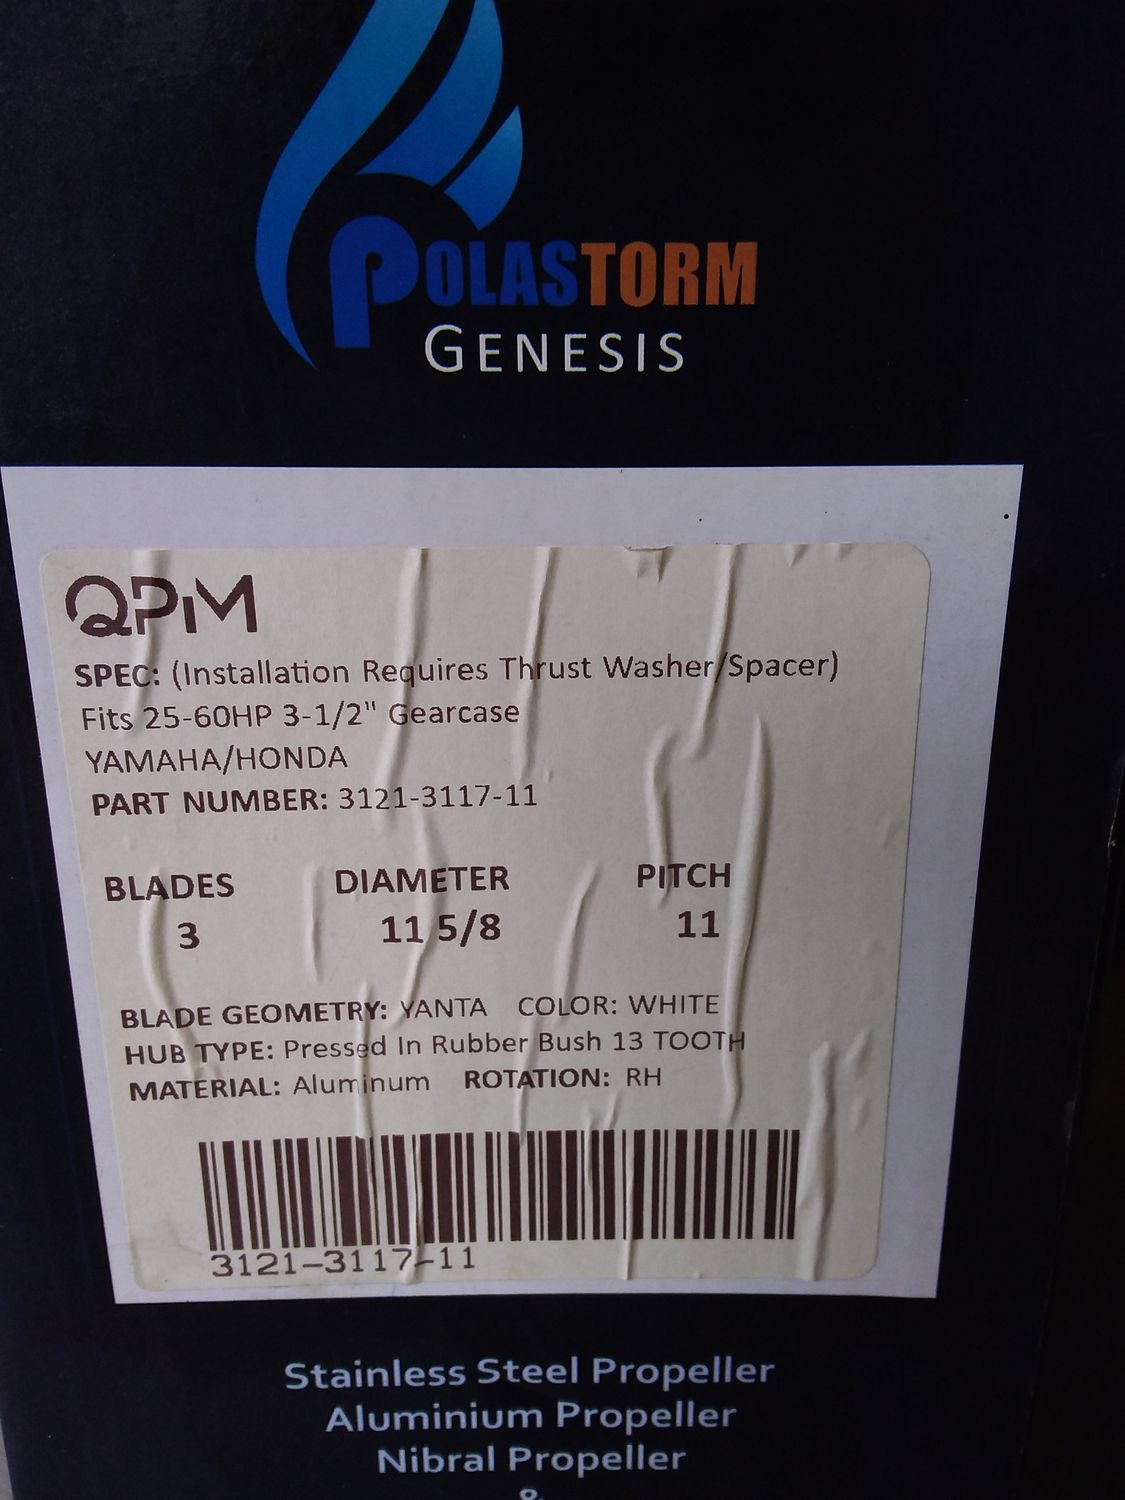 POLASTORM
GENESIS
QPM
SPEC: (Installation Requires Thrust Washer/Spacer)
Fits 25-60HP 3-1/2" Gearcase
YAMAHA/HONDA
PART NUMBER: 3121-3117-11
BLADES DIAMETER PITCH
3 11 5/8 11
BLADE GEOMETRY: YANTA COLOR: WHITE
HUB TYPE: Pressed In Rubber Bush 13 TOOTH
MATERIAL: Aluminum ROTATION: RH
3121-3117-11
Stainless Steel Propeller
Aluminium Propeller
Nibral Propeller
&